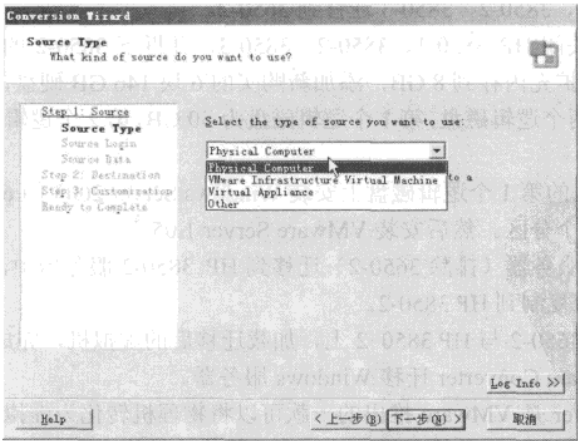 Conversion Wizard
Source Type
What kind of source do you want to use?
Step 1: Source
Source Type
Source Login
Source Data
Step 2: Destination
Step 3: Customization
Ready to Complete
Select the type of source you want to use:
Physical Computer
Physical Computer
VMware Infrastructure Virtual Machine
to a
Virtual Appliance
Other
Log Info >>
Help
< 上一步(B)
下一步(N) >
取消